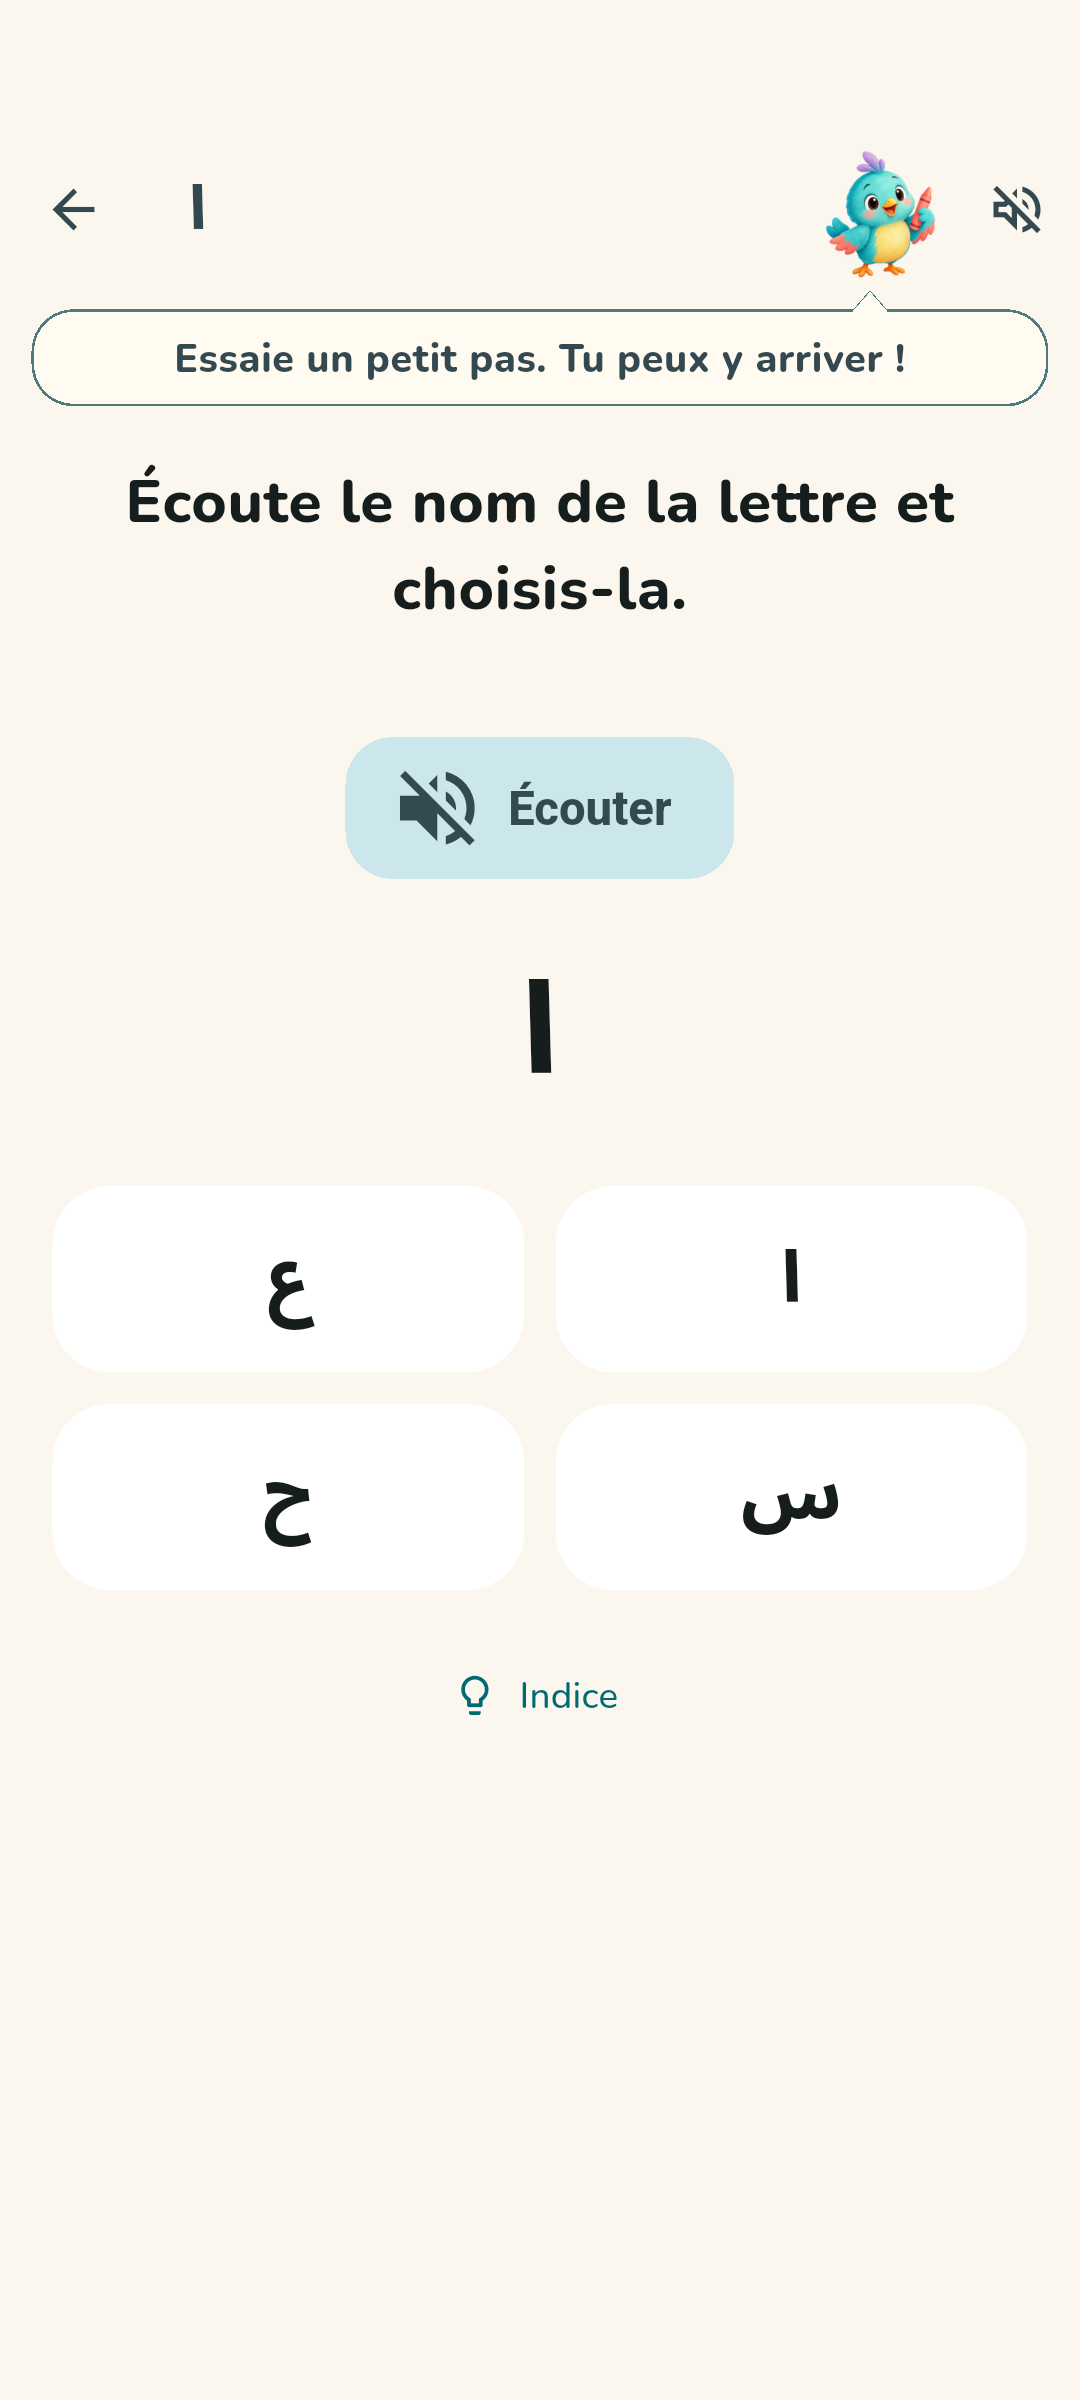 ا
Essaie un petit pas. Tu peux y arriver !
Écoute le nom de la lettre et
choisis-la.
Écouter
ا
ع
ا
ح
س
Indice